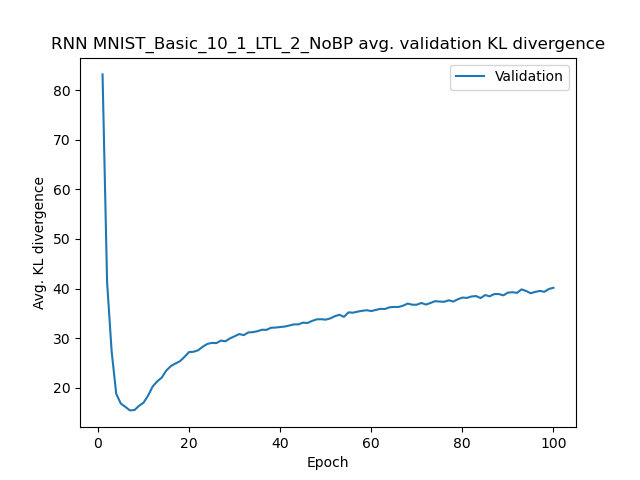 RNN MNIST_Basic_10_1_LTL_2_NoBP avg. validation KL divergence
Validation
Avg. KL divergence
80
70
60
50
40
30
20
0 20 40 60 80 100
Epoch